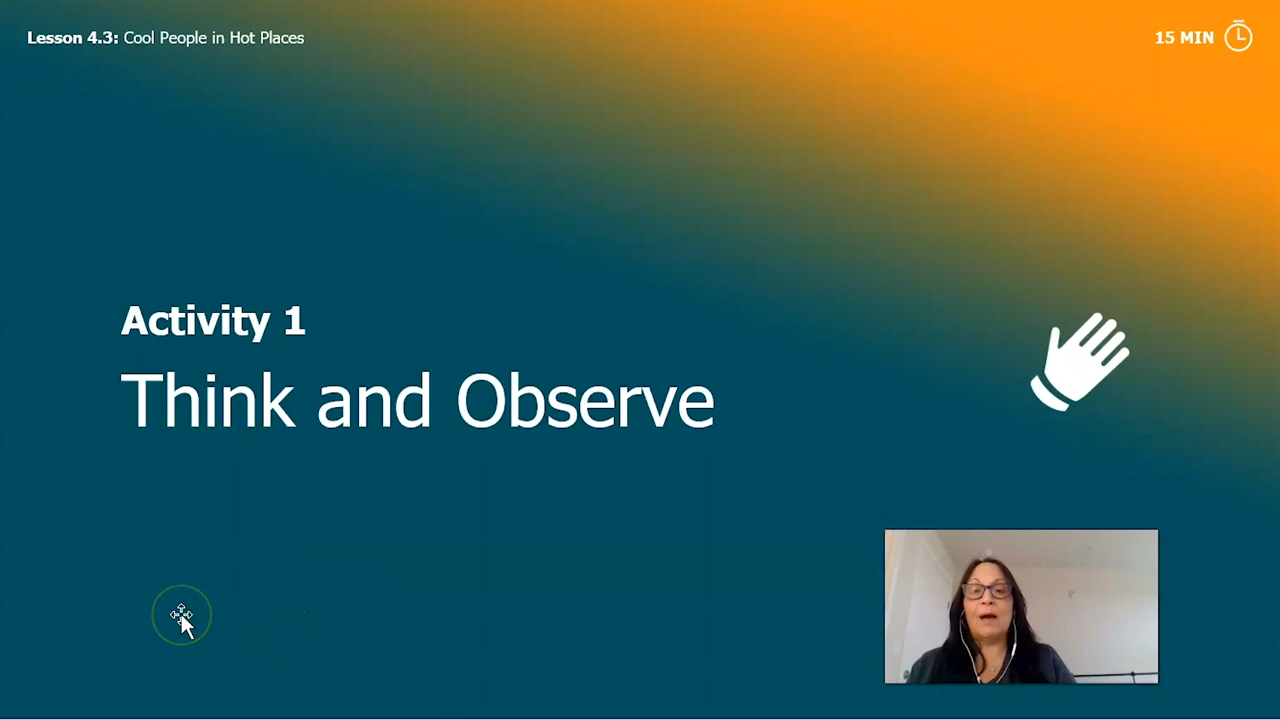 Lesson 4.3: Cool People in Hot Places
15 MIN
Activity 1
Think and Observe